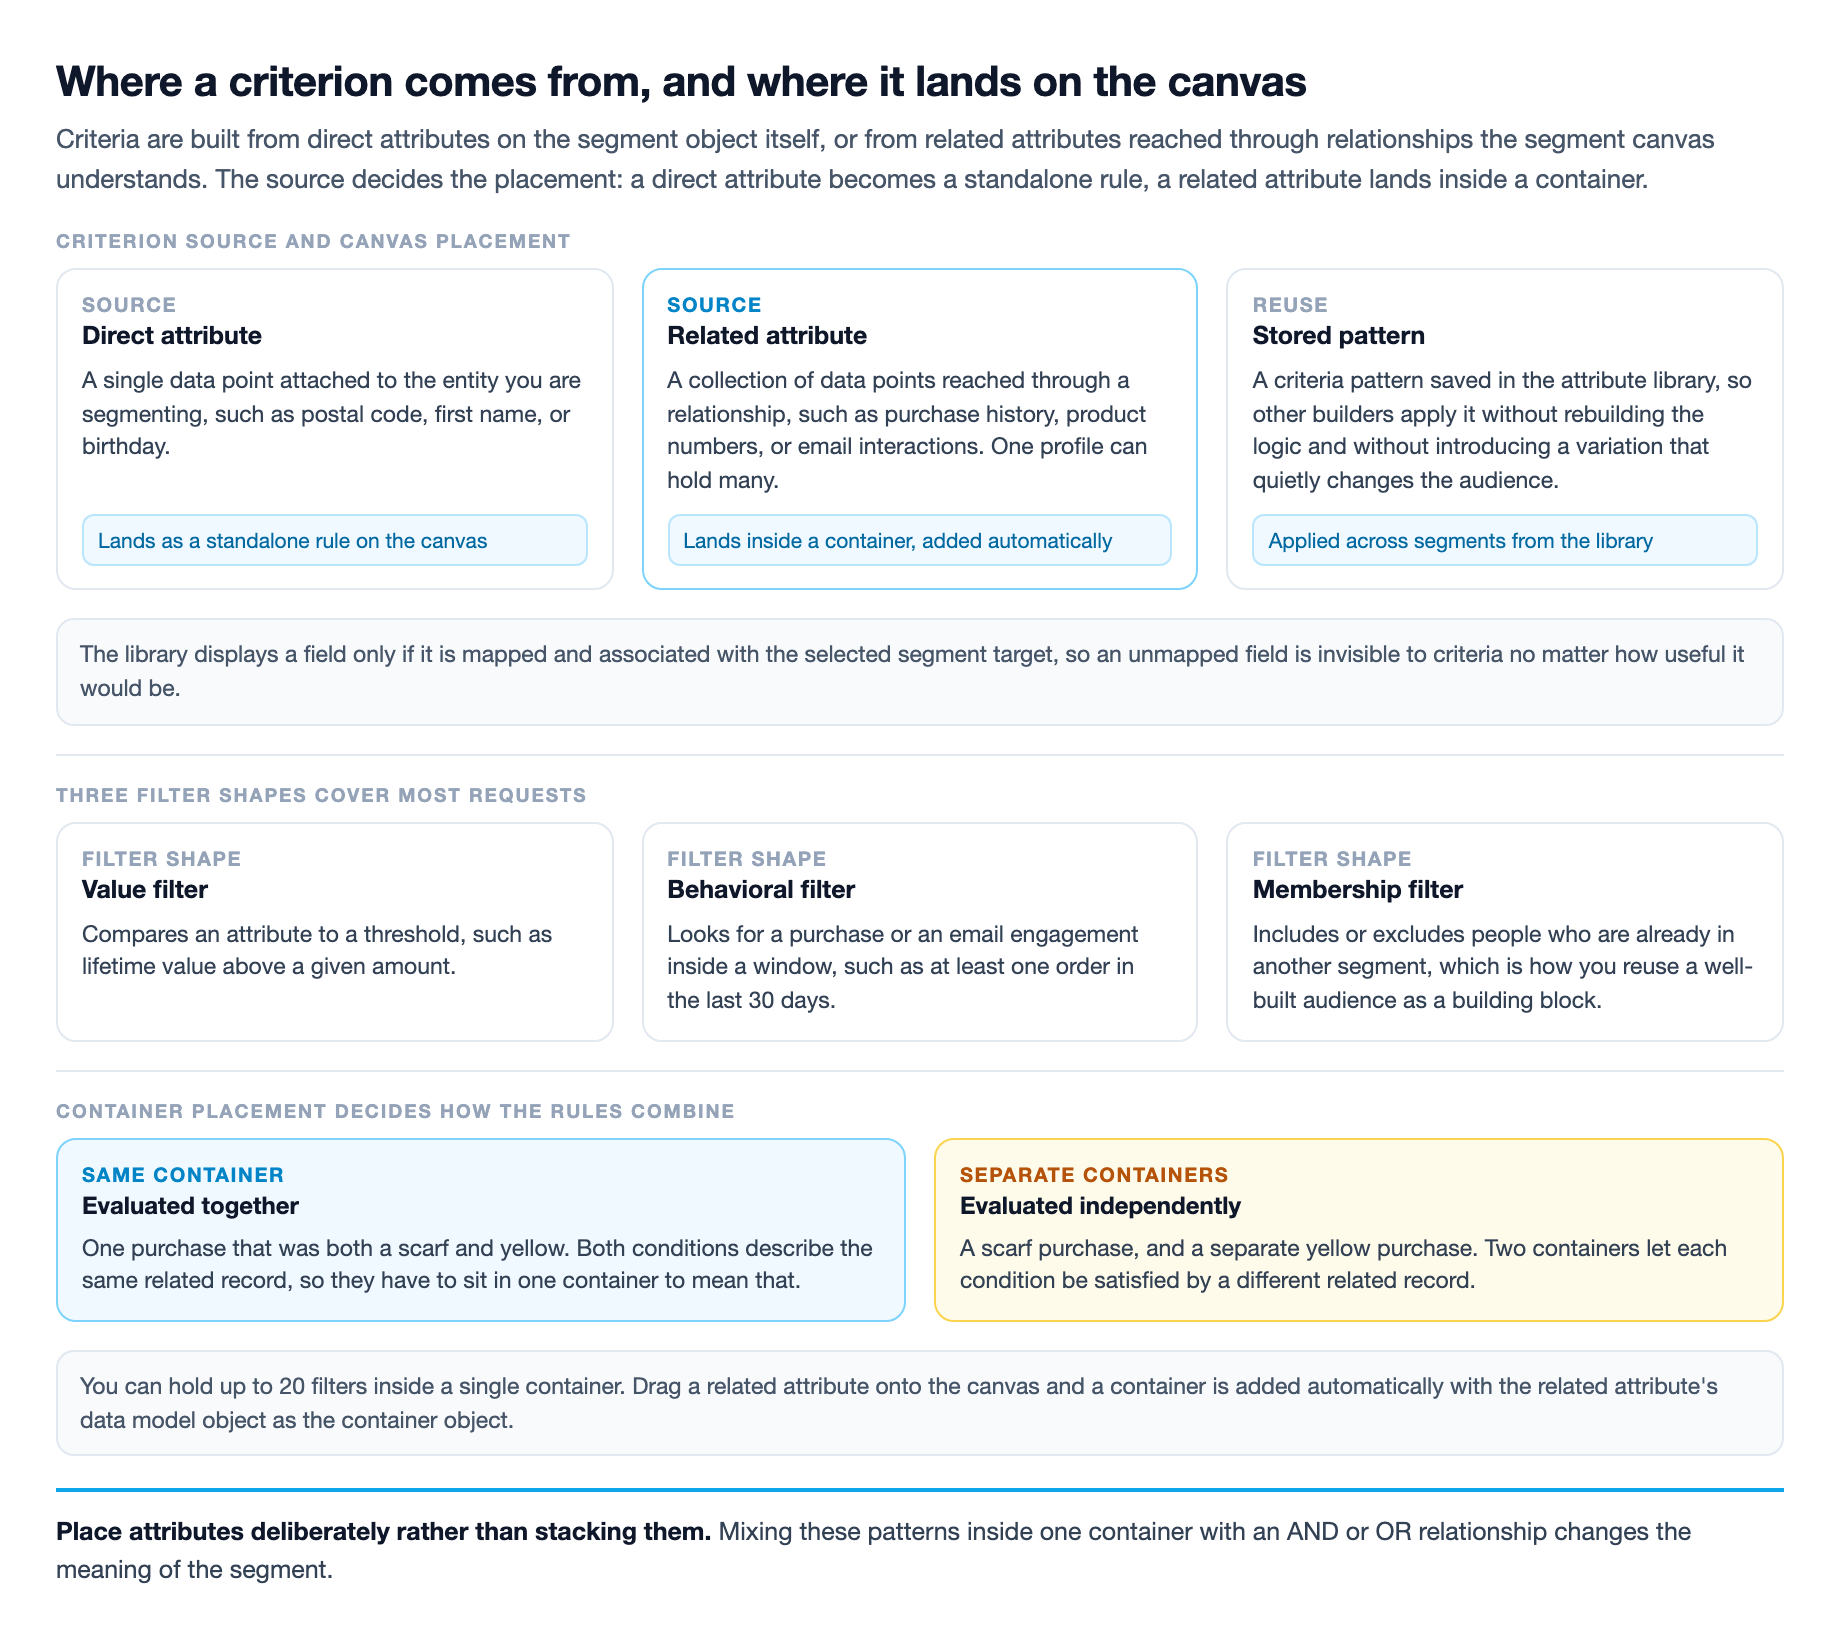 Where a criterion comes from, and where it lands on the canvas
Criteria are built from direct attributes on the segment object itself, or from related attributes reached through relationships the segment canvas
understands. The source decides the placement: a direct attribute becomes a standalone rule, a related attribute lands inside a container.
CRITERION SOURCE AND CANVAS PLACEMENT
SOURCE
Direct attribute
A single data point attached to the entity you are
segmenting, such as postal code, first name, or
birthday.
Lands as a standalone rule on the canvas
SOURCE
Related attribute
A collection of data points reached through a
relationship, such as purchase history, product
numbers, or email interactions. One profile can
hold many.
Lands inside a container, added automatically
REUSE
Stored pattern
A criteria pattern saved in the attribute library, so
other builders apply it without rebuilding the
logic and without introducing a variation that
quietly changes the audience.
Applied across segments from the library
The library displays a field only if it is mapped and associated with the selected segment target, so an unmapped field is invisible to criteria no matter how useful it
would be.
THREE FILTER SHAPES COVER MOST REQUESTS
FILTER SHAPE
Value filter
Compares an attribute to a threshold, such as
lifetime value above a given amount.
FILTER SHAPE
Behavioral filter
Looks for a purchase or an email engagement
inside a window, such as at least one order in
the last 30 days.
FILTER SHAPE
Membership filter
Includes or excludes people who are already in
another segment, which is how you reuse a well-
built audience as a building block.
CONTAINER PLACEMENT DECIDES HOW THE RULES COMBINE
SAME CONTAINER
Evaluated together
One purchase that was both a scarf and yellow. Both conditions describe the
same related record, so they have to sit in one container to mean that.
SEPARATE CONTAINERS
Evaluated independently
A scarf purchase, and a separate yellow purchase. Two containers let each
condition be satisfied by a different related record.
You can hold up to 20 filters inside a single container. Drag a related attribute onto the canvas and a container is added automatically with the related attribute's
data model object as the container object.
Place attributes deliberately rather than stacking them. Mixing these patterns inside one container with an AND or OR relationship changes the
meaning of the segment.